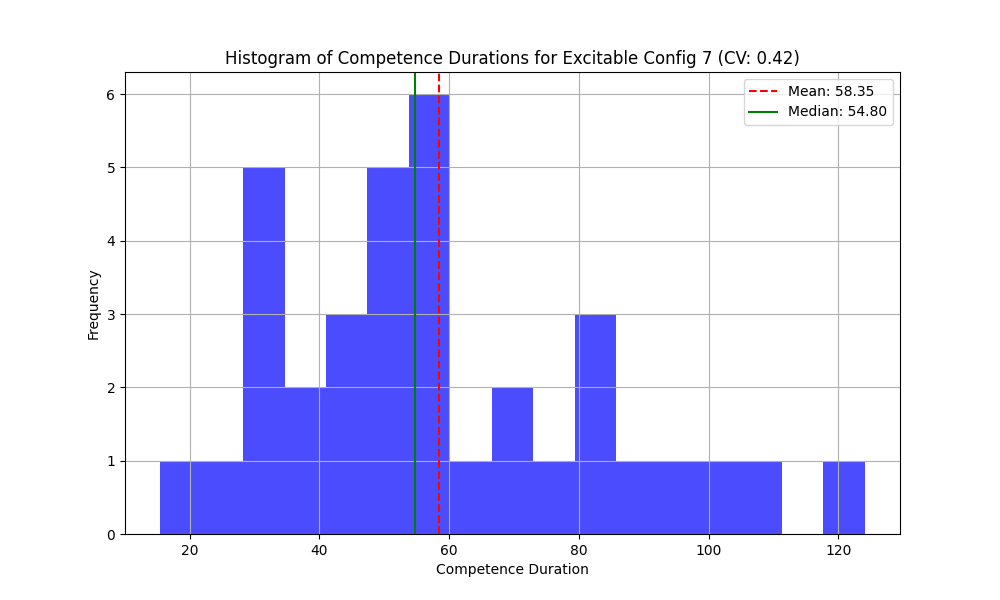 Histogram of Competence Durations for Excitable Config 7 (CV: 0.42)
Mean: 58.35
Median: 54.80
Frequency
6
5
4
3
2
1
0
20 40 60 80 100 120
Competence Duration